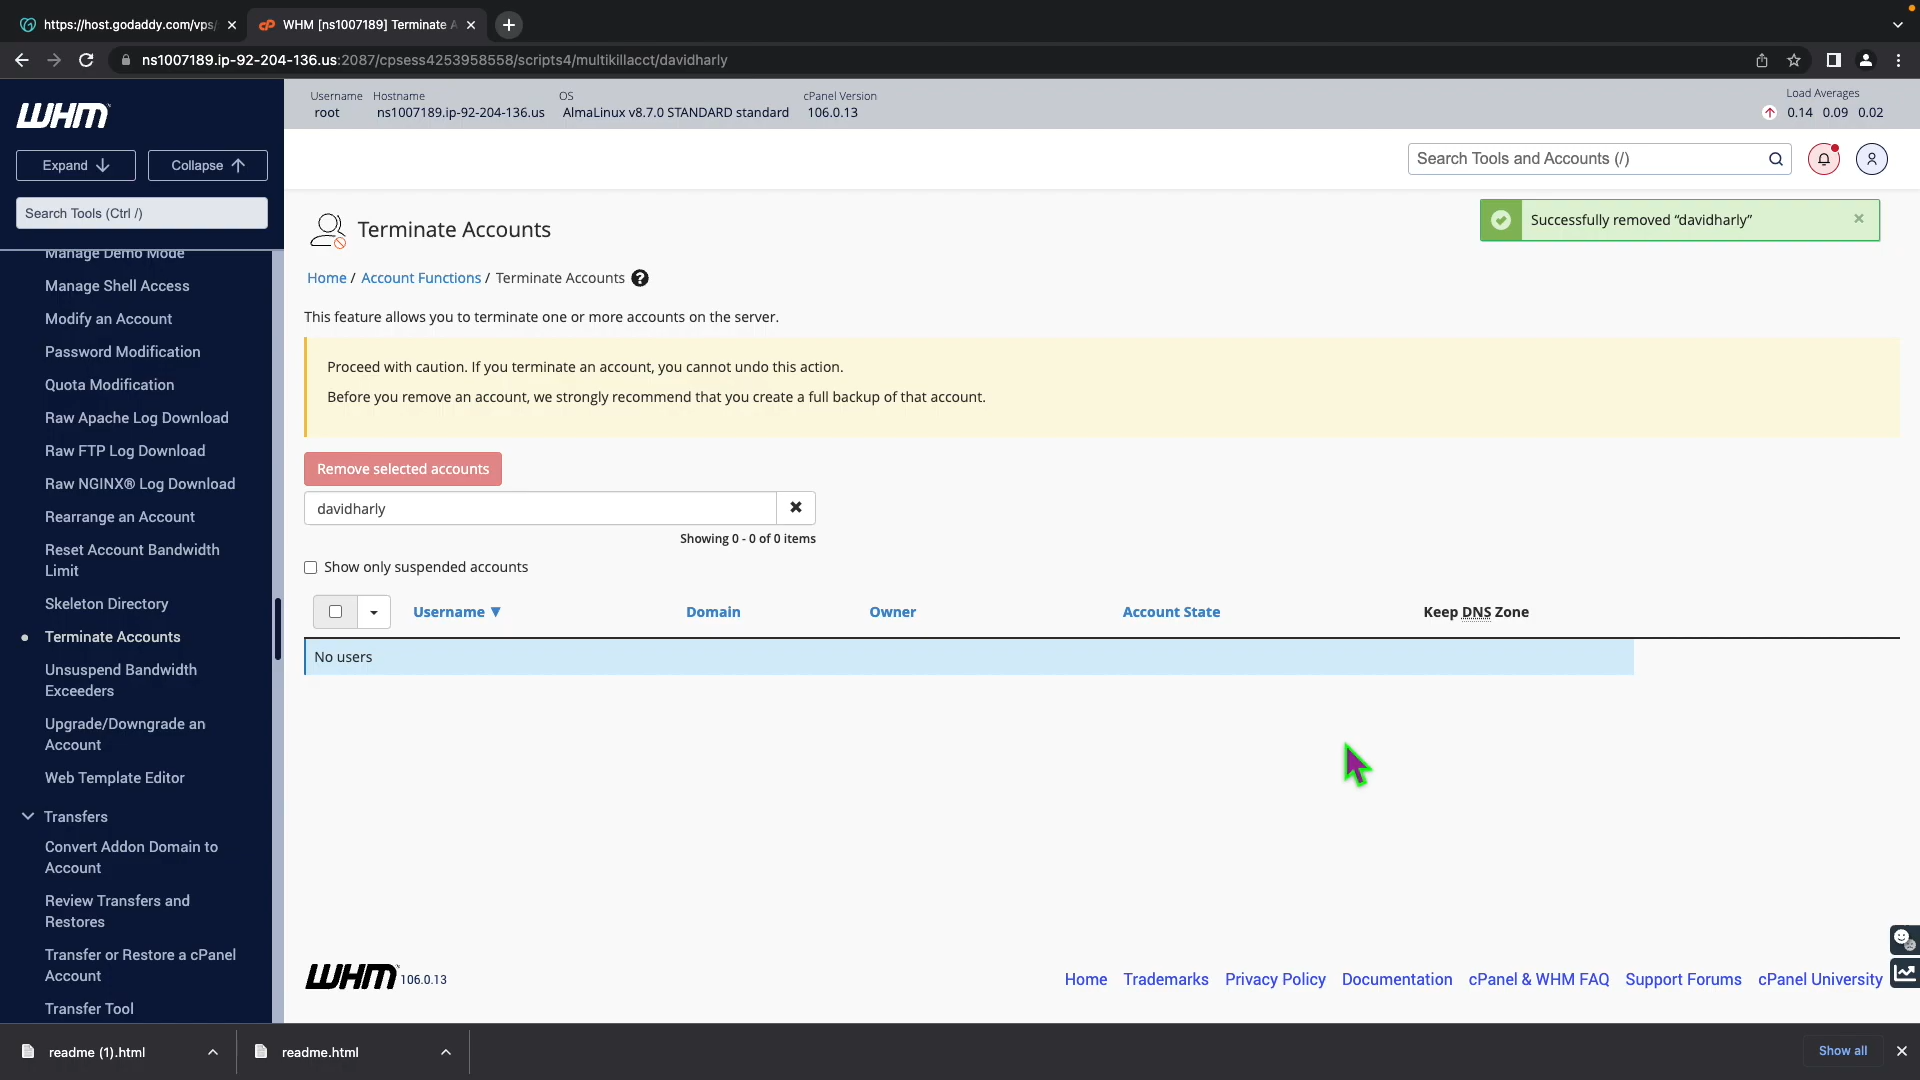 https://host.godaddy.com/vps/
WHM [ns1007189] Terminate A
ns1007189.ip-92-204-136.us:2087/cpsess4253958558/scripts4/multikillacct/davidharly
WHM
Expand
Collapse
Search Tools (Ctrl /)
Manage Demo Mode
Manage Shell Access
Modify an Account
Password Modification
Quota Modification
Raw Apache Log Download
Raw FTP Log Download
Raw NGINX® Log Download
Rearrange an Account
Reset Account Bandwidth
Limit
Skeleton Directory
Terminate Accounts
Unsuspend Bandwidth
Exceeders
Upgrade/Downgrade an
Account
Web Template Editor
Transfers
Convert Addon Domain to
Account
Review Transfers and
Restores
Transfer or Restore a cPanel
Account
Transfer Tool
Username Hostname OS cPanel Version Load Averages
root ns1007189.ip-92-204-136.us AlmaLinux v8.7.0 STANDARD standard 106.0.13 0.14 0.09 0.02
Search Tools and Accounts (/)
Successfully removed “davidharly”
Terminate Accounts
Home / Account Functions / Terminate Accounts
This feature allows you to terminate one or more accounts on the server.
Proceed with caution. If you terminate an account, you cannot undo this action.
Before you remove an account, we strongly recommend that you create a full backup of that account.
Remove selected accounts
davidharly
Showing 0 - 0 of 0 items
Show only suspended accounts
Username ▼ Domain Owner Account State Keep DNS Zone
No users
WHM 106.0.13
Home Trademarks Privacy Policy Documentation cPanel & WHM FAQ Support Forums cPanel University
readme (1).html
readme.html
Show all